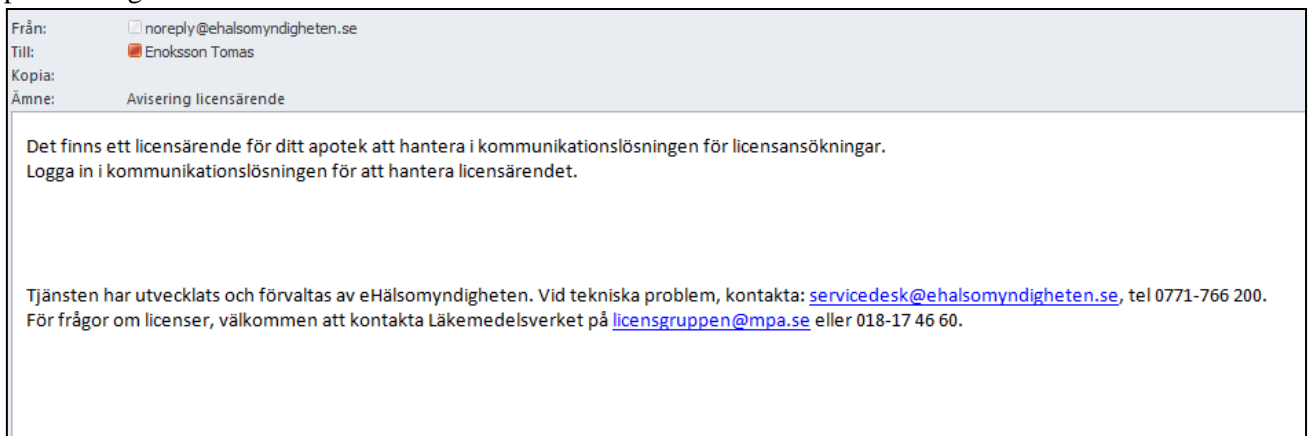 Från: noreply@ehalsomyndigheten.se
Till: Enoksson Tomas
Kopia:
Ämne: Avisering licensärende
Det finns ett licensärende för ditt apotek att hantera i kommunikationslösningen för licensansökningar.
Logga in i kommunikationslösningen för att hantera licensärendet.
Tjänsten har utvecklats och förvaltas av eHälsomyndigheten. Vid tekniska problem, kontakta: servicedesk@ehalsomyndigheten.se, tel 0771-766 200.
För frågor om licenser, välkommen att kontakta Läkemedelsverket på licensgruppen@mpa.se eller 018-17 46 60.